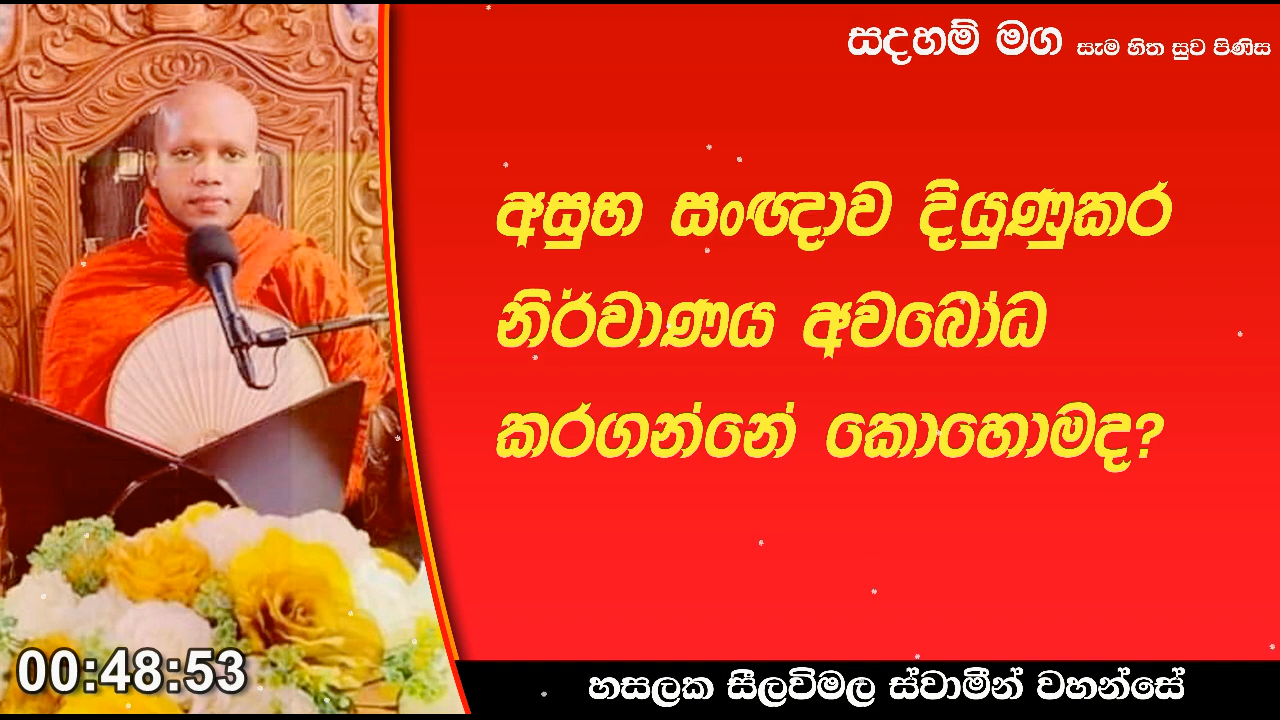 සදහම් මග සැම හිත සුව පිණිස
අසුභ සංඥාව දියුණුකර
නිර්වාණය අවබෝධ
කරගන්නේ කොහොමද?
00:48:53
හසලක සීලවිමල ස්වාමීන් වහන්සේ